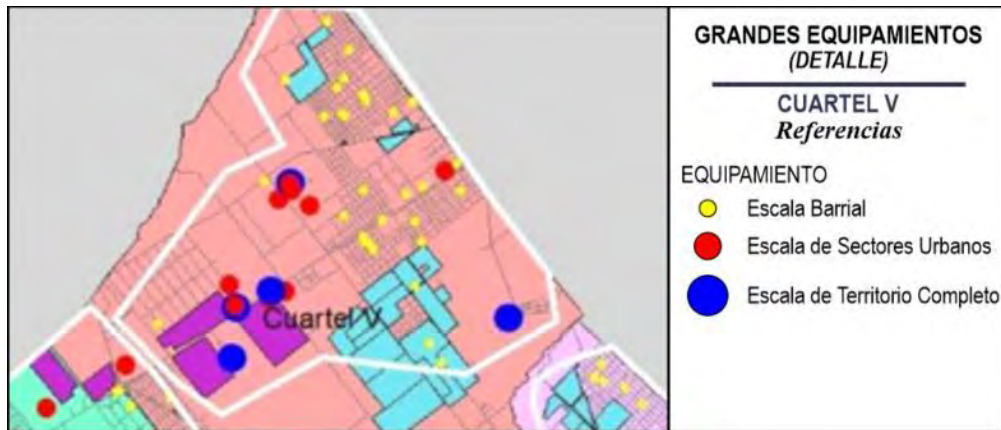 Cuartel V
GRANDES EQUIPAMIENTOS
(DETALLE)
CUARTEL V
Referencias
EQUIPAMIENTO
Escala Barrial
Escala de Sectores Urbanos
Escala de Territorio Completo